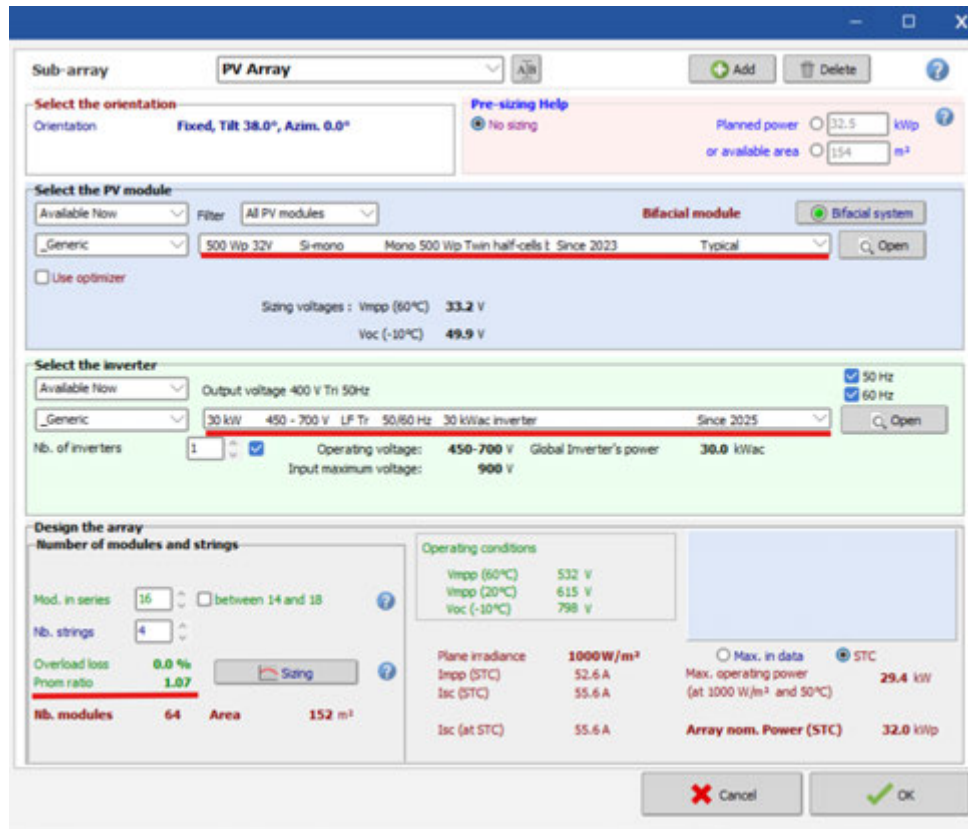 Sub-array PV Array Add Delete
Select the orientation Pre-sizing Help
Orientation Fixed, Tilt 38.0°, Azim. 0.0° No sizing Planned power 32.5 kWp
or available area 154 m²
Select the PV module
Available Now Filter All PV modules Bifacial module Bifacial system
_Generic 500 Wp 32V Si-mono Mono 500 Wp Twin half-cells b Since 2023 Typical Open
Use optimizer
Sizing voltages : Vmpp (60°C) 33.2 V
Voc (-10°C) 49.9 V
Select the inverter
Available Now Output voltage 400 V Tri 50Hz 50 Hz
60 Hz
_Generic 30 kW 450 - 700 V LF Tr 50/60 Hz 30 kWac inverter Since 2025 Open
Nb. of inverters 1 Operating voltage: 450-700 V Global Inverter's power 30.0 kWac
Input maximum voltage: 900 V
Design the array
Number of modules and strings
Mod. in series 16 between 14 and 18
Nb. strings 4
Overload loss 0.0 %
Pnom ratio 1.07
Sizing
Nb. modules 64 Area 152 m²
Operating conditions
Vmpp (60°C) 532 V
Vmpp (20°C) 615 V
Voc (-10°C) 798 V
Plane irradiance 1000 W/m²
Impp (STC) 52.6 A
Isc (STC) 55.6 A
Isc (at STC) 55.6 A
Max. in data STC
Max. operating power 29.4 kW
(at 1000 W/m² and 50°C)
Array nom. Power (STC) 32.0 kWp
Cancel OK